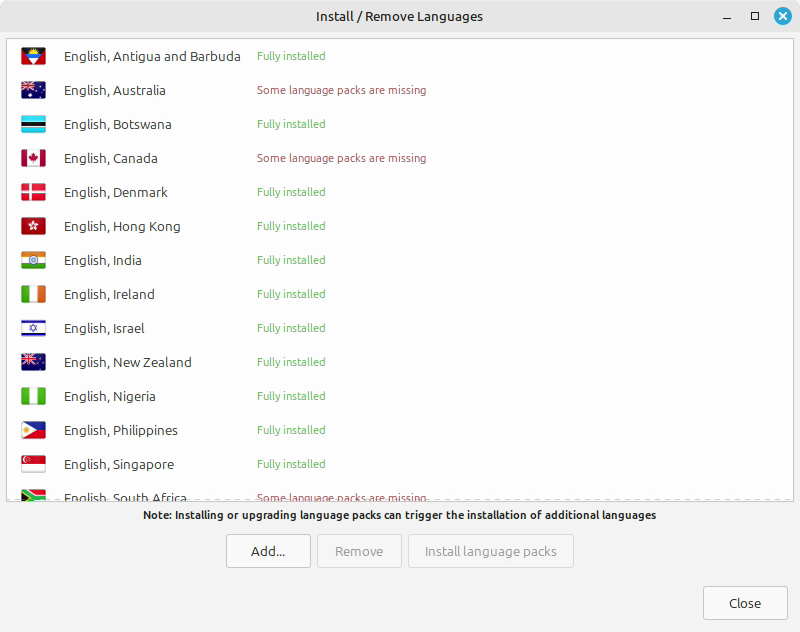 Install / Remove Languages
English, Antigua and Barbuda Fully installed
English, Australia Some language packs are missing
English, Botswana Fully installed
English, Canada Some language packs are missing
English, Denmark Fully installed
English, Hong Kong Fully installed
English, India Fully installed
English, Ireland Fully installed
English, Israel Fully installed
English, New Zealand Fully installed
English, Nigeria Fully installed
English, Philippines Fully installed
English, Singapore Fully installed
English, South Africa Some language packs are missing
Note: Installing or upgrading language packs can trigger the installation of additional languages
Add... Remove Install language packs
Close